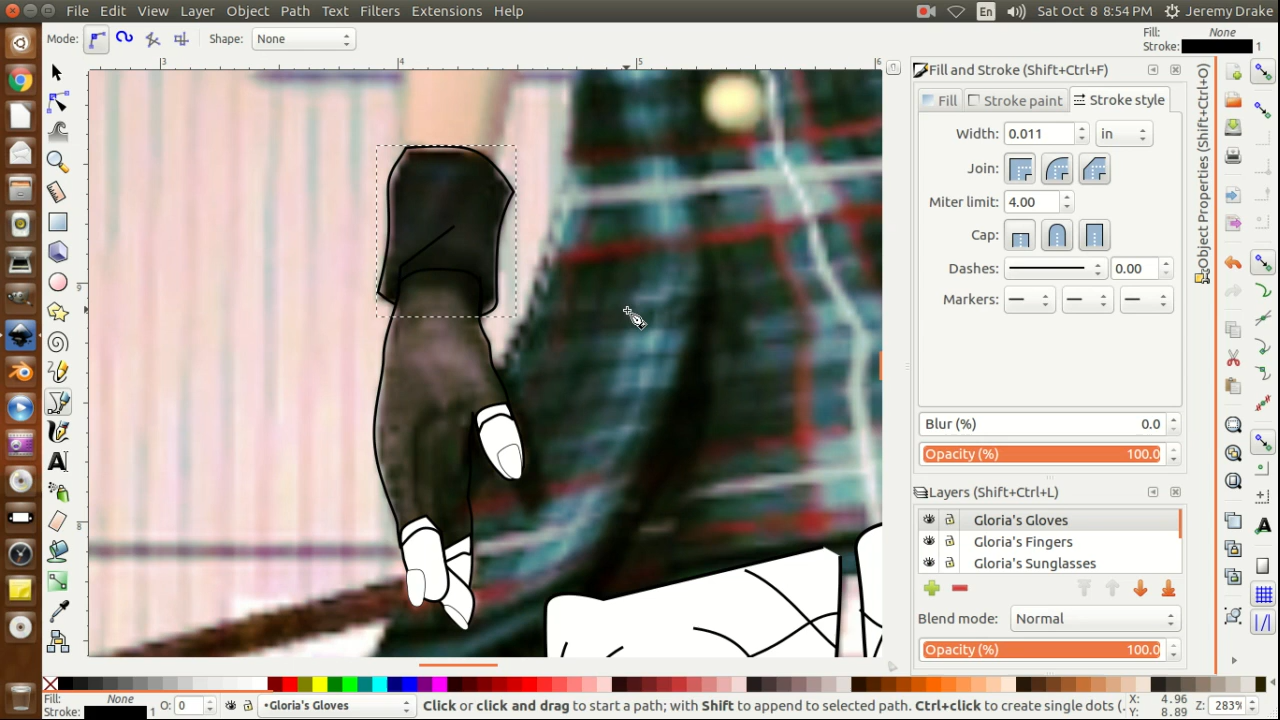 File Edit View Layer Object Path Text Filters Extensions Help
En Sat Oct 8 8:54 PM Jeremy Drake
Mode: Shape: None
Fill: None
Stroke: 1
3 4 5 6
Fill and Stroke (Shift+Ctrl+F)
Fill Stroke paint Stroke style
Width: 0.011 in
Join:
Miter limit: 4.00
Cap:
Dashes: 0.00
Markers:
Blur (%) 0.0
Opacity (%) 100.0
Object Properties (Shift+Ctrl+O)
Layers (Shift+Ctrl+L)
Gloria's Gloves
Gloria's Fingers
Gloria's Sunglasses
Blend mode: Normal
Opacity (%) 100.0
Fill: None
Stroke: 1
O: 0
•Gloria's Gloves
Click or click and drag to start a path; with Shift to append to selected path. Ctrl+click to create single dots (
X: 4.96
Y: 8.89
Z: 283%